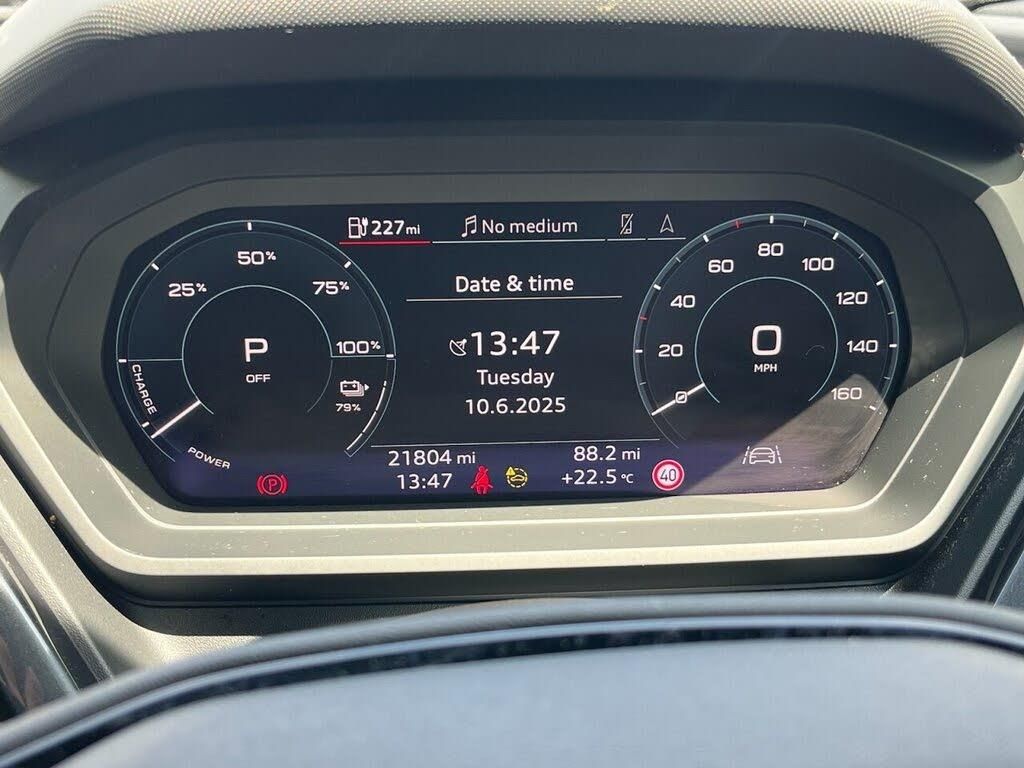 227 mi
No medium
Date & time
13:47
Tuesday
10.6.2025
CHARGE
25%
50%
75%
100%
79%
POWER
P
OFF
0
20
40
60
80
100
120
140
160
0
MPH
21804 mi
88.2 mi
13:47
+22.5 °C
P
40